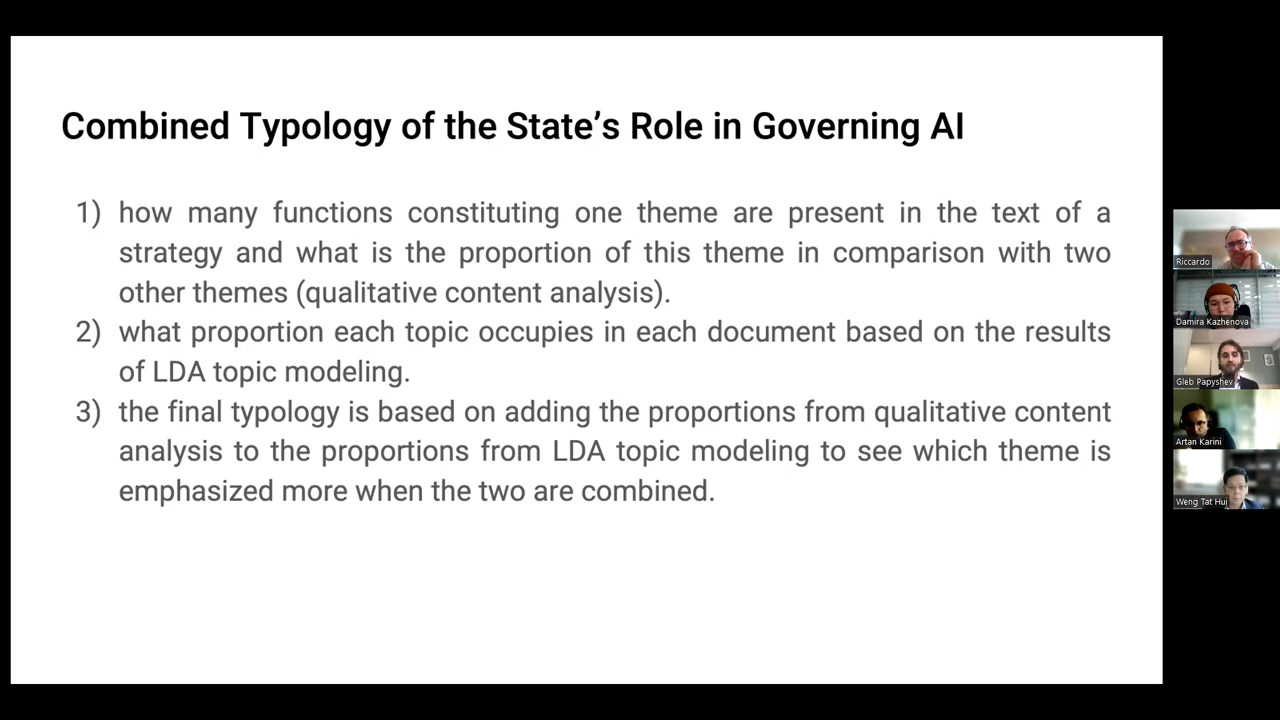 Combined Typology of the State’s Role in Governing AI
1) how many functions constituting one theme are present in the text of a
strategy and what is the proportion of this theme in comparison with two
other themes (qualitative content analysis).
2) what proportion each topic occupies in each document based on the results
of LDA topic modeling.
3) the final typology is based on adding the proportions from qualitative content
analysis to the proportions from LDA topic modeling to see which theme is
emphasized more when the two are combined.
Riccardo
Damira Kazhenova
Gleb Papyshev
Artan Karini
Weng Tat Hui